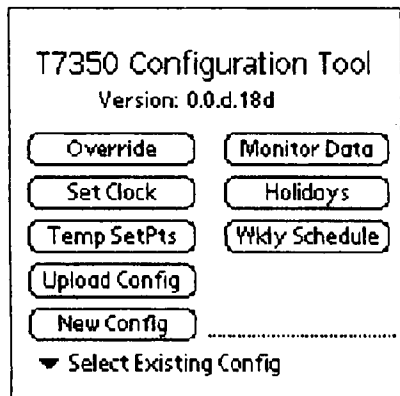 T7350 Configuration Tool
Version: 0.0.d.18d
Override Monitor Data
Set Clock Holidays
Temp SetPts Wkly Schedule
Upload Config
New Config
Select Existing Config